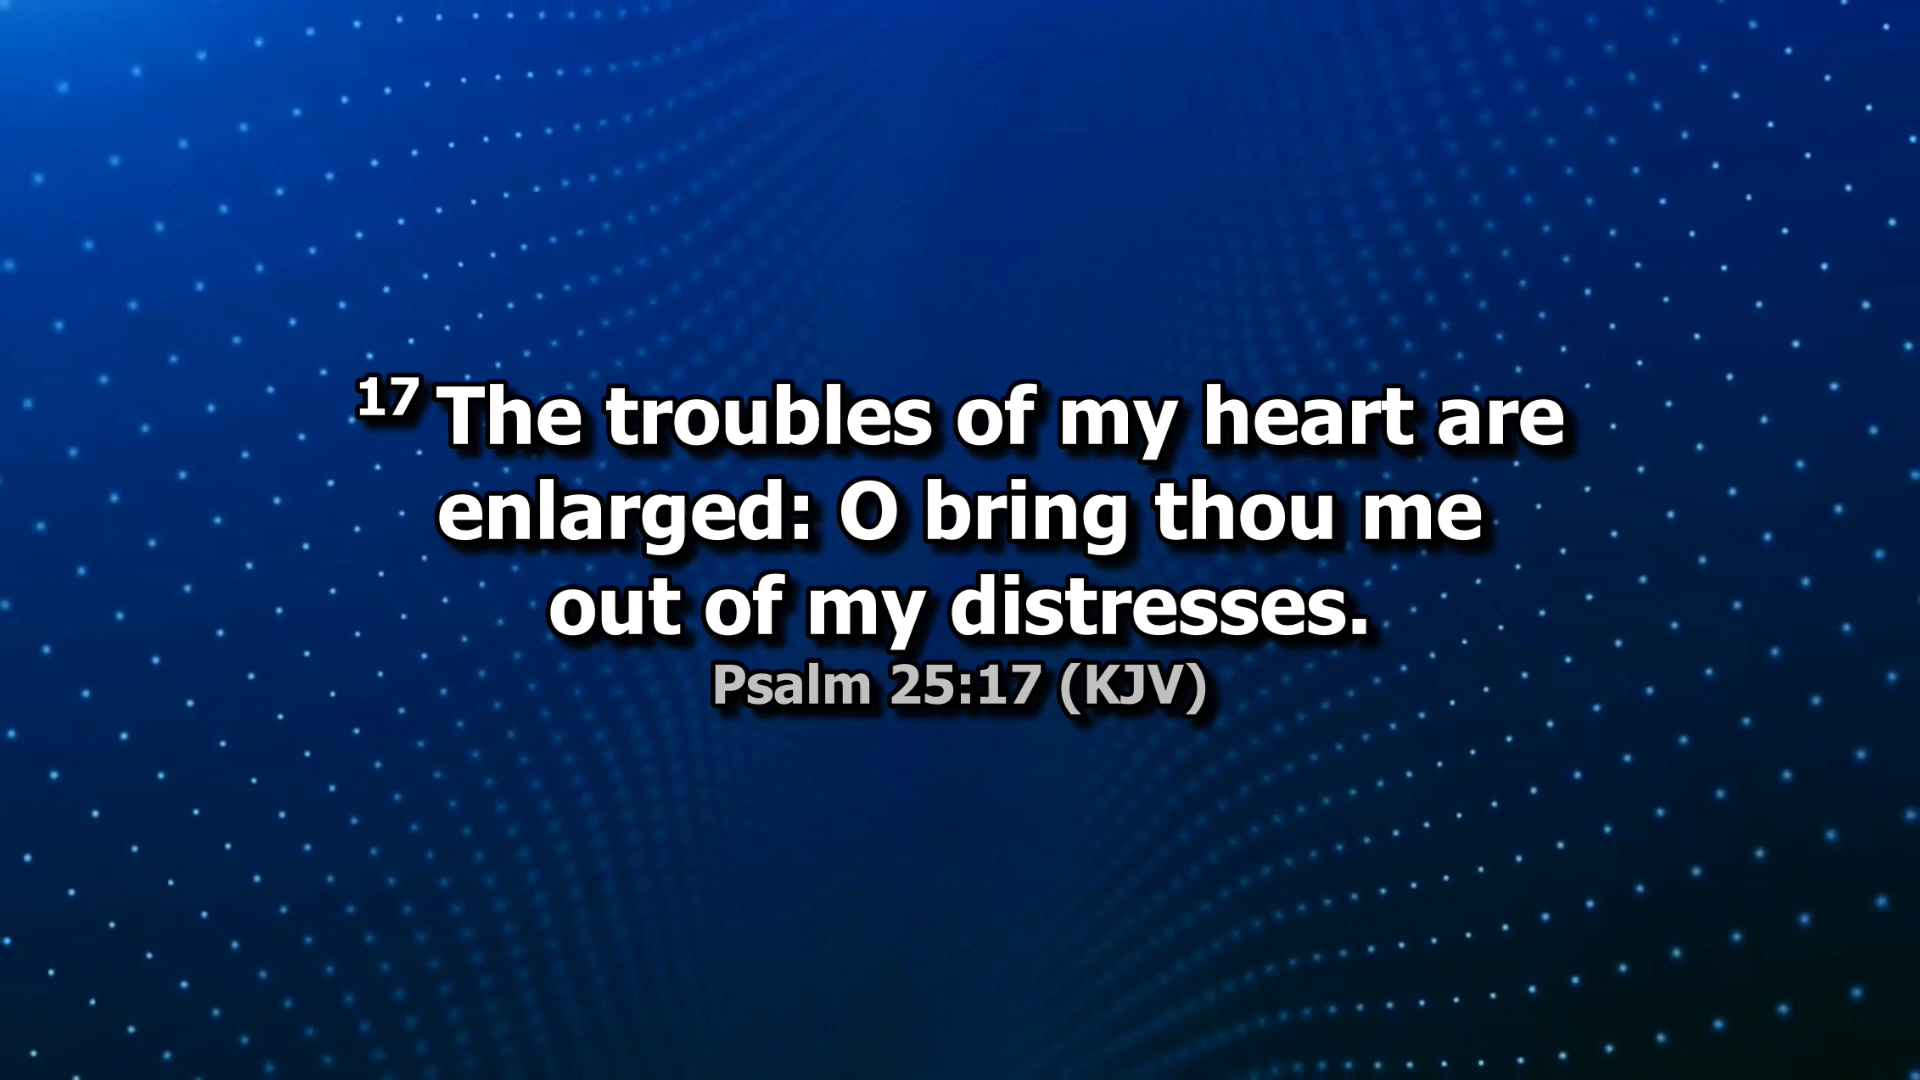 17 The troubles of my heart are
enlarged: O bring thou me
out of my distresses.
Psalm 25:17 (KJV)